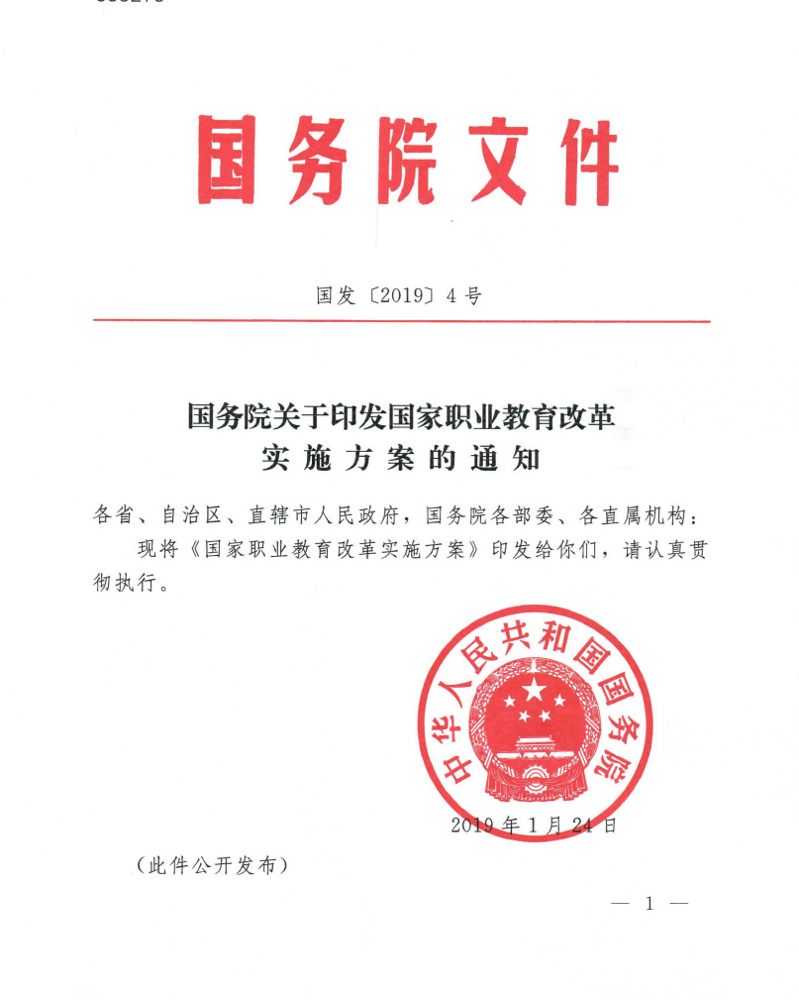 国务院文件
国发〔2019〕4号
国务院关于印发国家职业教育改革
实施方案的通知
各省、自治区、直辖市人民政府，国务院各部委、各直属机构：
现将《国家职业教育改革实施方案》印发给你们，请认真贯
彻执行。
中华人民共和国国务院
2019年1月24日
（此件公开发布）
— 1 —